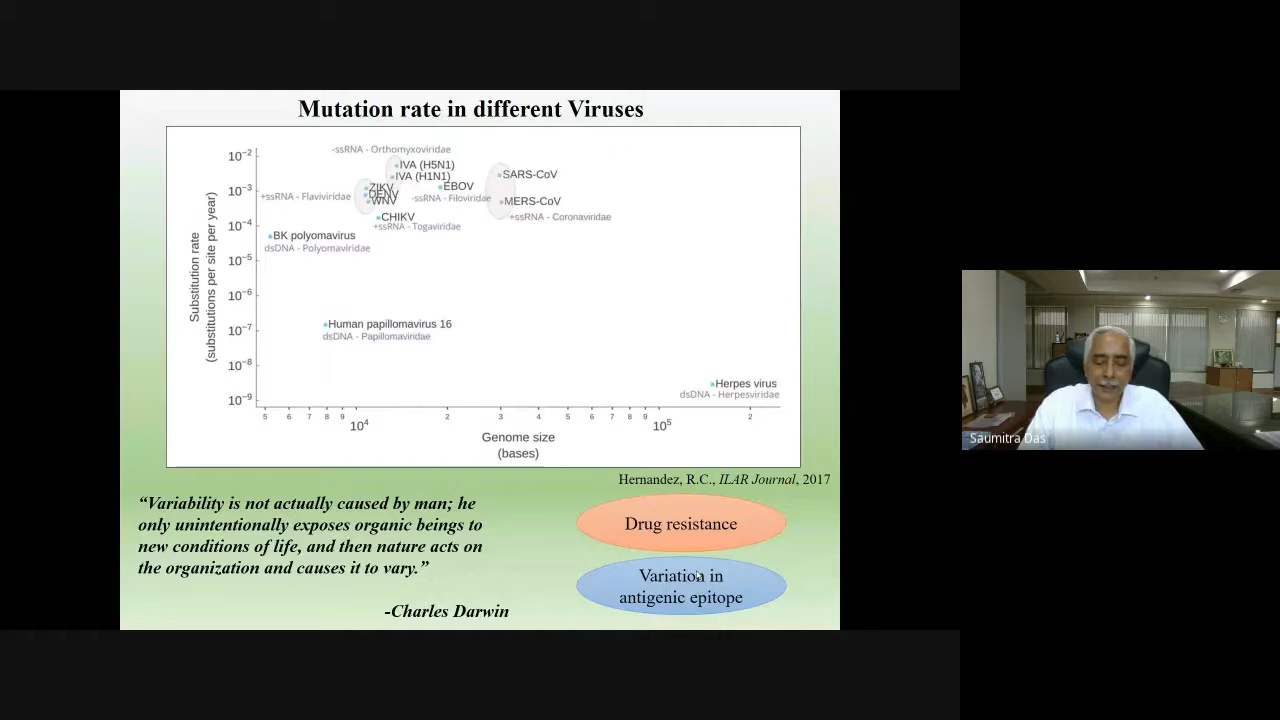 Mutation rate in different Viruses
-ssRNA - Orthomyxoviridae
IVA (H5N1)
IVA (H1N1)
SARS-CoV
ZIKV
DENV
WNV
EBOV
+ssRNA - Flaviviridae
-ssRNA - Filoviridae
MERS-CoV
+ssRNA - Coronaviridae
CHIKV
+ssRNA - Togaviridae
BK polyomavirus
dsDNA - Polyomaviridae
Human papillomavirus 16
dsDNA - Papillomaviridae
Herpes virus
dsDNA - Herpesviridae
Substitution rate
(substitutions per site per year)
10⁻²
10⁻³
10⁻⁴
10⁻⁵
10⁻⁶
10⁻⁷
10⁻⁸
10⁻⁹
5 6 7 8 9 10⁴ 2 3 4 5 6 7 8 9 10⁵ 2
Genome size
(bases)
Hernandez, R.C., ILAR Journal, 2017
“Variability is not actually caused by man; he
only unintentionally exposes organic beings to
new conditions of life, and then nature acts on
the organization and causes it to vary.”
-Charles Darwin
Drug resistance
Variation in
antigenic epitope
Saumitra Das